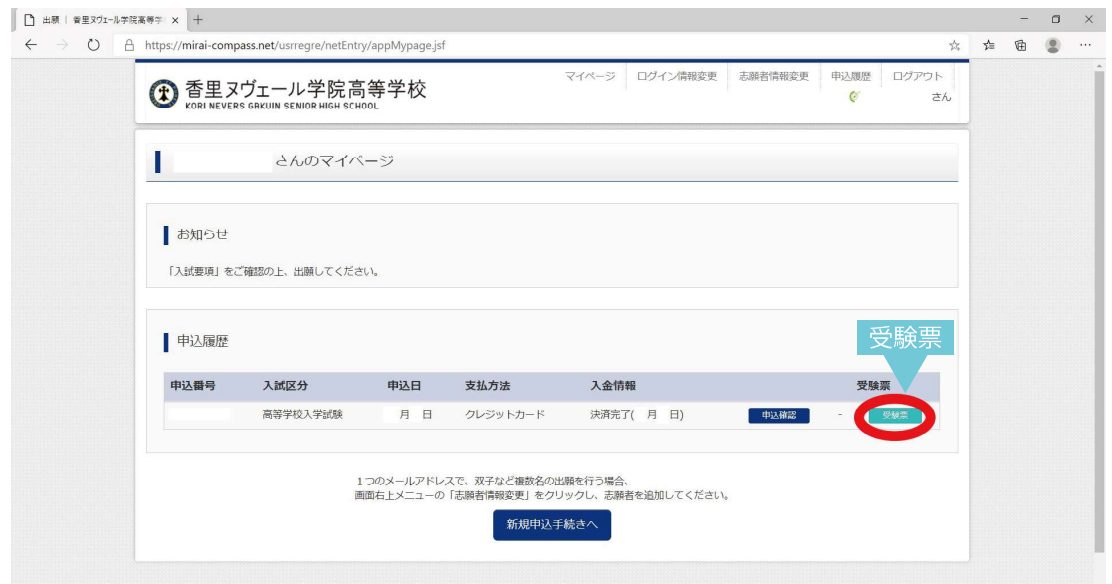 出願 | 香里ヌヴェール学院高等学
https://mirai-compass.net/usrregre/netEntry/appMypage.jsf
マイページ ログイン情報変更 志願者情報変更 申込履歴 ログアウト
香里ヌヴェール学院高等学校
さん
KORI NEVERS GAKUIN SENIOR HIGH SCHOOL
さんのマイページ
お知らせ
「入試要項」をご確認の上、出願してください。
受験票
申込履歴
申込番号 入試区分 申込日 支払方法 入金情報 受験票
高等学校入学試験 月 日 クレジットカード 決済完了( 月 日) 申込確認 - 受験票
1つのメールアドレスで、双子など複数名の出願を行う場合、
画面右上メニューの「志願者情報変更」をクリックし、志願者を追加してください。
新規申込手続きへ